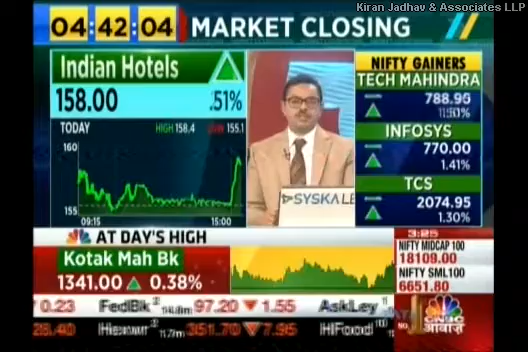 Kiran Jadhav & Associates LLP
04:42:04 MARKET CLOSING
Indian Hotels
158.00 .51%
TODAY HIGH 158.4 LOW 155.1
160
155
09:15 15:00
SYSKA LE
NIFTY GAINERS
TECH MAHINDRA
788.95
INFOSYS
770.00
1.41%
TCS
2074.95
1.30%
AT DAY'S HIGH
Kotak Mah Bk
1341.00 0.38%
3:25
NIFTY MIDCAP 100
18109.00
NIFTY SML100
6651.80
0.23 FedBk 97.20 1.55 AskLey
7.95 HFood
NO.1
CNBC
आवाज़